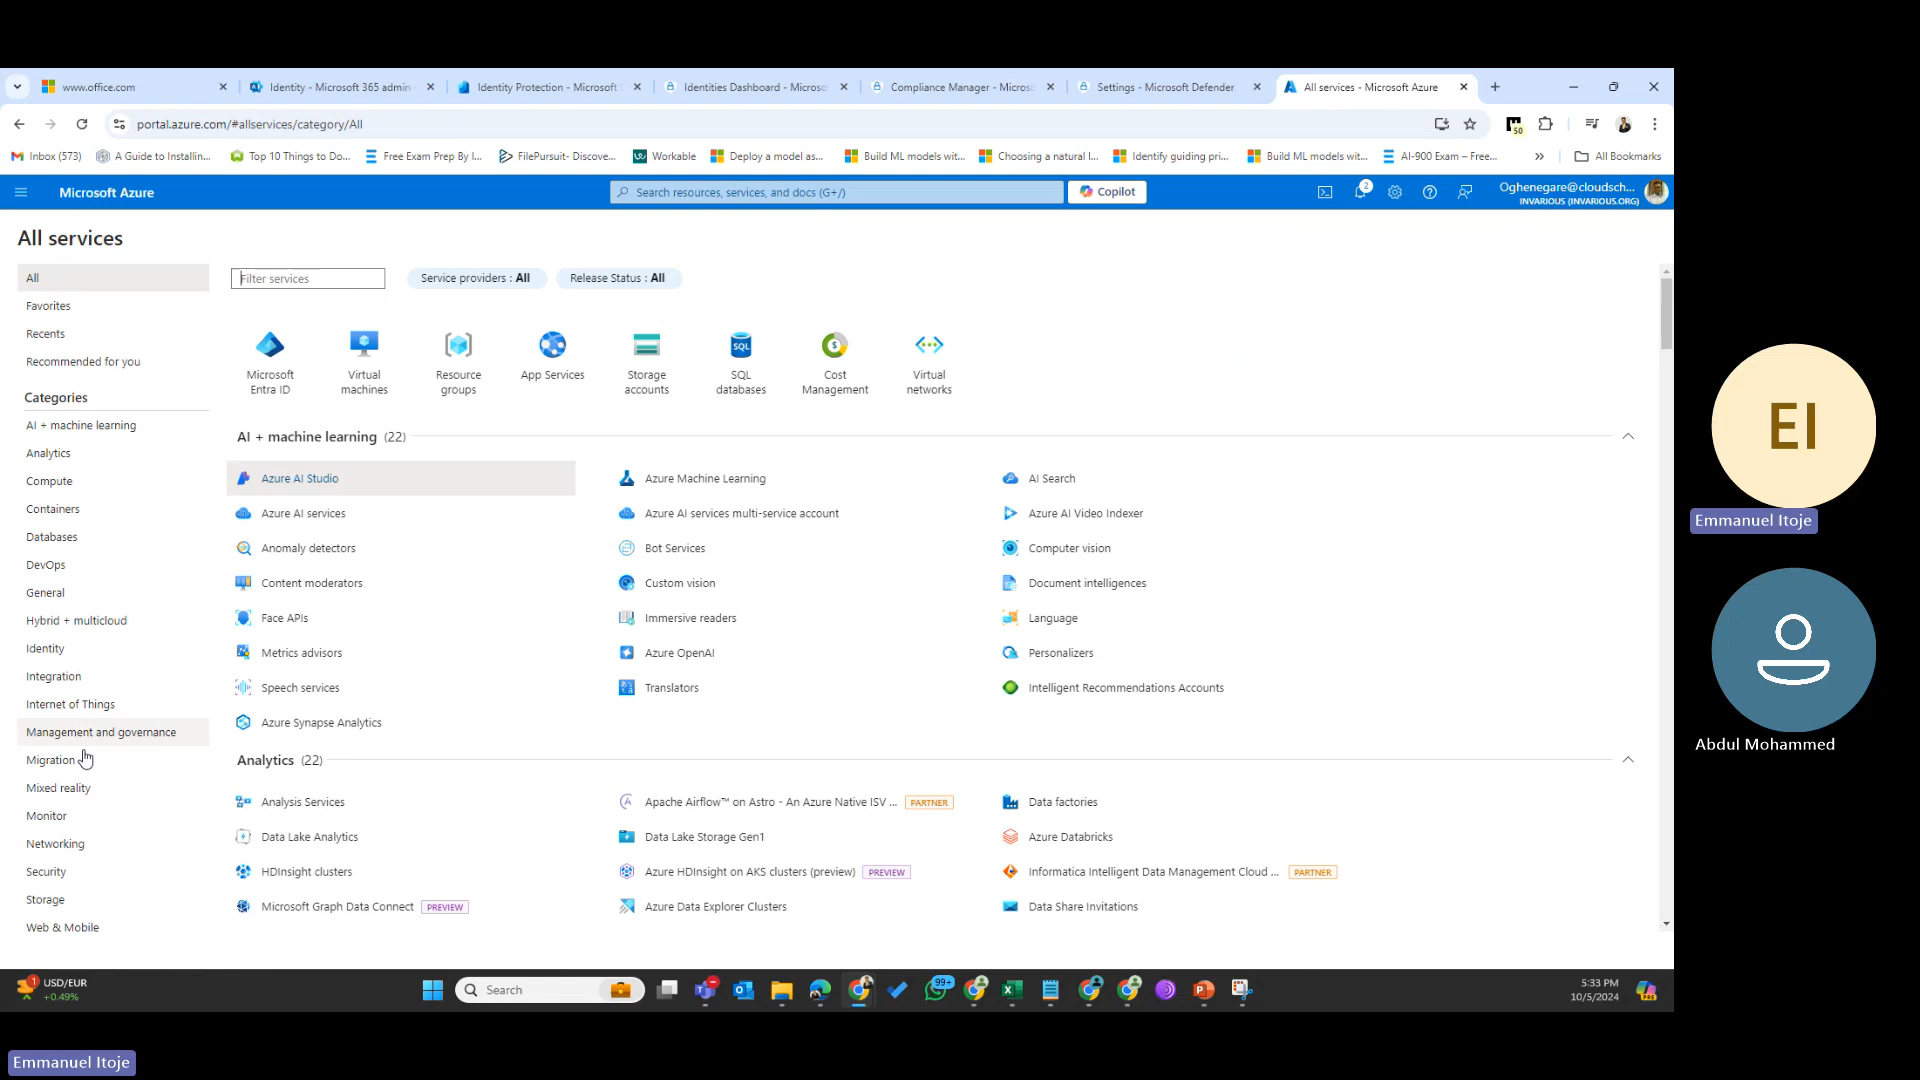 www.office.com
Identity - Microsoft 365 admin
Identity Protection - Microsoft
Identities Dashboard - Microso
Compliance Manager - Micros
Settings - Microsoft Defender
All services - Microsoft Azure
portal.azure.com/#allservices/category/All
50
Inbox (573)
A Guide to Installin...
Top 10 Things to Do...
Free Exam Prep By I...
FilePursuit- Discove...
Workable
Deploy a model as...
Build ML models wit...
Choosing a natural l...
Identify guiding pri...
Build ML models wit...
AI-900 Exam – Free...
All Bookmarks
Microsoft Azure
Search resources, services, and docs (G+/)
Copilot
2
Oghenegare@cloudsch...
INVARIOUS (INVARIOUS.ORG)
All services
All
Favorites
Recents
Recommended for you
Categories
AI + machine learning
Analytics
Compute
Containers
Databases
DevOps
General
Hybrid + multicloud
Identity
Integration
Internet of Things
Management and governance
Migration
Mixed reality
Monitor
Networking
Security
Storage
Web & Mobile
Filter services
Service providers : All
Release Status : All
Microsoft
Entra ID
Virtual
machines
Resource
groups
App Services
Storage
accounts
SQL
SQL
databases
Cost
Management
Virtual
networks
AI + machine learning (22)
Azure AI Studio
Azure Machine Learning
AI Search
Azure AI services
Azure AI services multi-service account
Azure AI Video Indexer
Anomaly detectors
Bot Services
Computer vision
Content moderators
Custom vision
Document intelligences
Face APIs
Immersive readers
Language
Metrics advisors
Azure OpenAI
Personalizers
Speech services
Translators
Intelligent Recommendations Accounts
Azure Synapse Analytics
Analytics (22)
Analysis Services
Apache Airflow™ on Astro - An Azure Native ISV ... PARTNER
Data factories
Data Lake Analytics
Data Lake Storage Gen1
Azure Databricks
HDInsight clusters
Azure HDInsight on AKS clusters (preview) PREVIEW
Informatica Intelligent Data Management Cloud ... PARTNER
Microsoft Graph Data Connect PREVIEW
Azure Data Explorer Clusters
Data Share Invitations
1
USD/EUR
+0.49%
Search
99+
5:33 PM
10/5/2024
EI
Emmanuel Itoje
Abdul Mohammed
Emmanuel Itoje